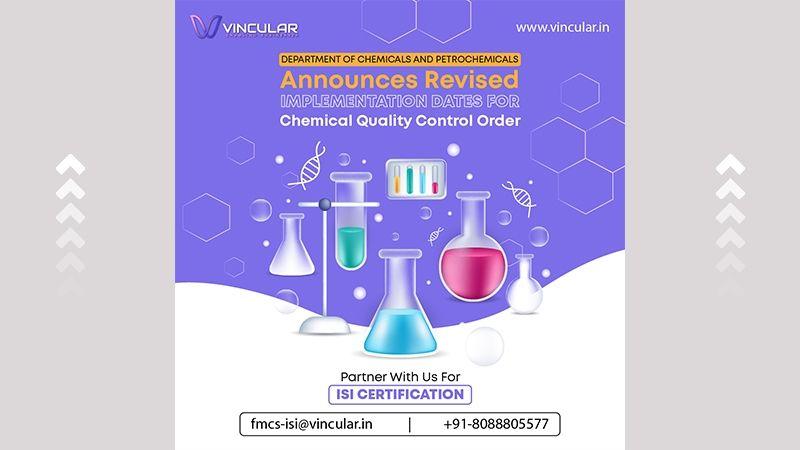 VINCULAR
www.vincular.in
DEPARTMENT OF CHEMICALS AND PETROCHEMICALS
Announces Revised
IMPLEMENTATION DATES FOR
Chemical Quality Control Order
Partner With Us For
ISI CERTIFICATION
fmcs-isi@vincular.in | +91-8088805577